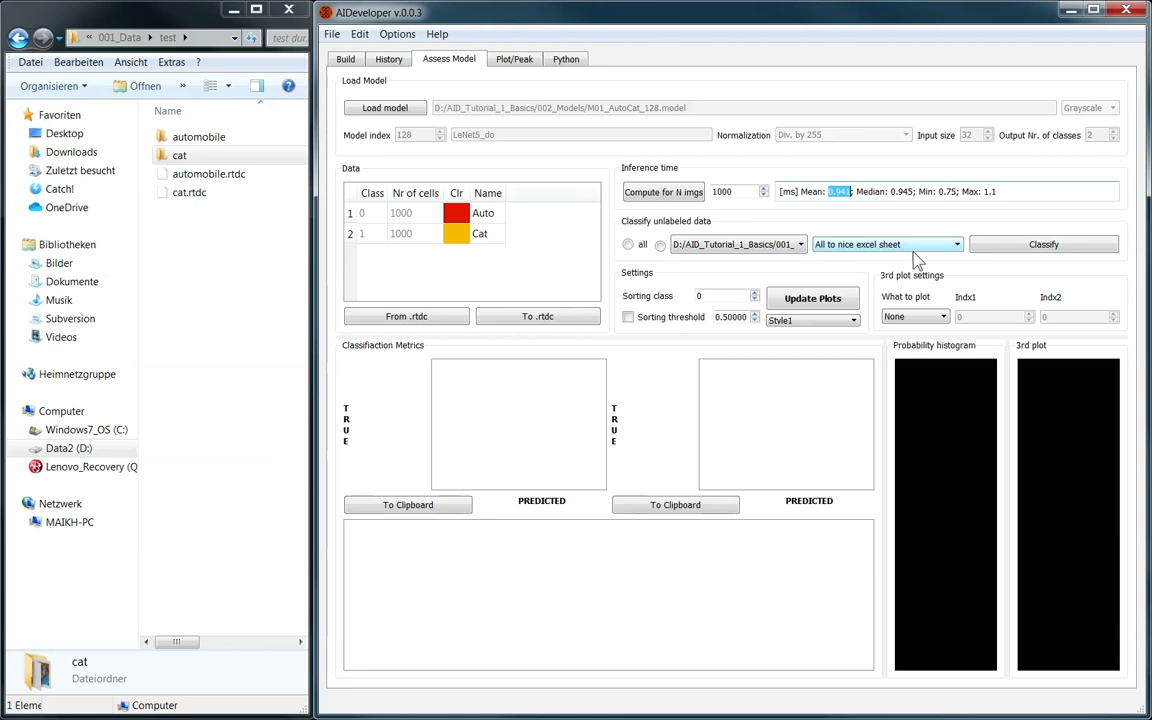 « 001_Data ▸ test ▸
test dur.
Datei Bearbeiten Ansicht Extras ?
Organisieren Öffnen »
Favoriten
Desktop
Downloads
Zuletzt besucht
Catch!
OneDrive
Bibliotheken
Bilder
Dokumente
Musik
Subversion
Videos
Heimnetzgruppe
Computer
Windows7_OS (C:)
Data2 (D:)
Lenovo_Recovery (Q
Netzwerk
MAIKH-PC
Name
automobile
cat
automobile.rtdc
cat.rtdc
cat
Dateiordner
1 Eleme
Computer
AIDeveloper v.0.0.3
File Edit Options Help
Build History Assess Model Plot/Peak Python
Load Model
Load model D:/AID_Tutorial_1_Basics/002_Models/M01_AutoCat_128.model Grayscale
Model index 128 LeNet5_do Normalization Div. by 255 Input size 32 Output Nr. of classes 2
Data
Class Nr of cells Clr Name
1 0 1000 Auto
2 1 1000 Cat
From .rtdc To .rtdc
Inference time
Compute for N imgs 1000 [ms] Mean: 0.941; Median: 0.945; Min: 0.75; Max: 1.1
Classify unlabeled data
all D:/AID_Tutorial_1_Basics/001_ All to nice excel sheet Classify
Settings
Sorting class 0 Update Plots
Sorting threshold 0.50000 Style1
3rd plot settings
What to plot Indx1 Indx2
None 0 0
Classifiaction Metrics
TRUE
TRUE
PREDICTED
PREDICTED
To Clipboard
To Clipboard
Probability histogram
3rd plot